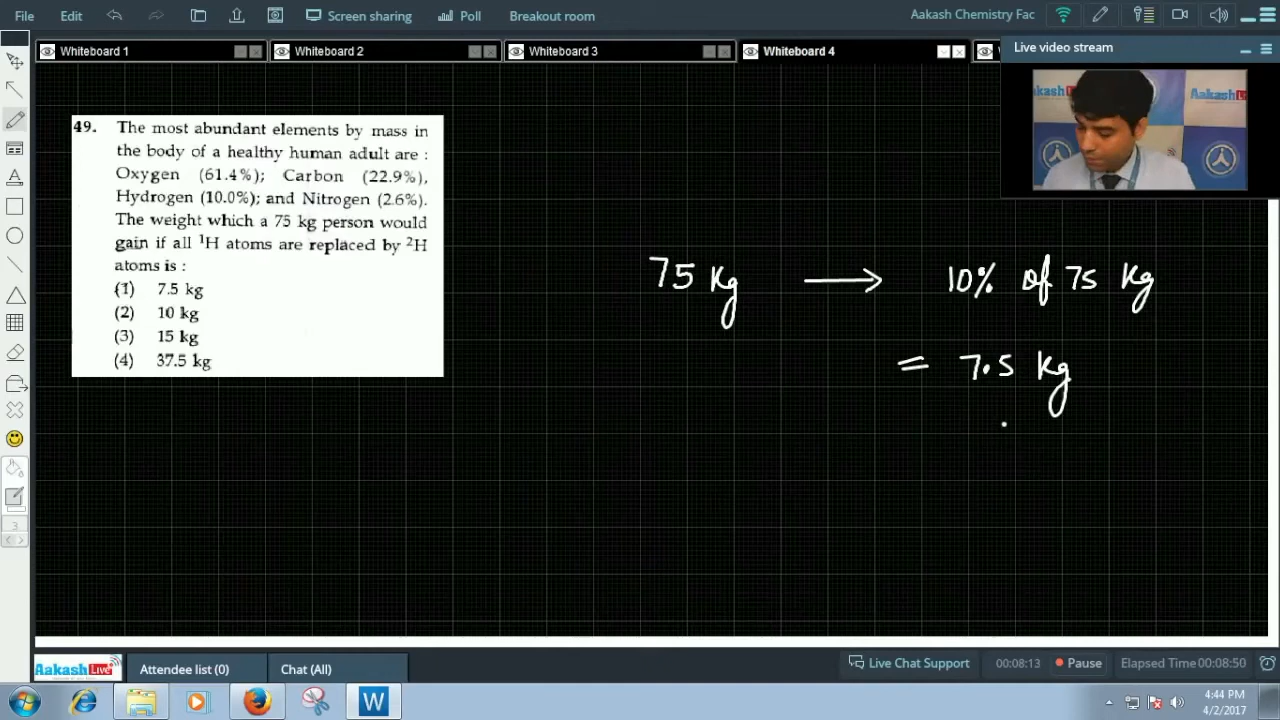 File Edit Screen sharing Poll Breakout room Aakash Chemistry Fac
Whiteboard 1 Whiteboard 2 Whiteboard 3 Whiteboard 4
Live video stream
AakashLive
49. The most abundant elements by mass in
the body of a healthy human adult are :
Oxygen (61.4%); Carbon (22.9%),
Hydrogen (10.0%); and Nitrogen (2.6%).
The weight which a 75 kg person would
gain if all ¹H atoms are replaced by ²H
atoms is :
(1) 7.5 kg
(2) 10 kg
(3) 15 kg
(4) 37.5 kg
75 kg → 10% of 75 kg
= 7.5 kg
3
AakashLive Attendee list (0) Chat (All) Live Chat Support 00:08:13 Pause Elapsed Time 00:08:50
4:44 PM
4/2/2017